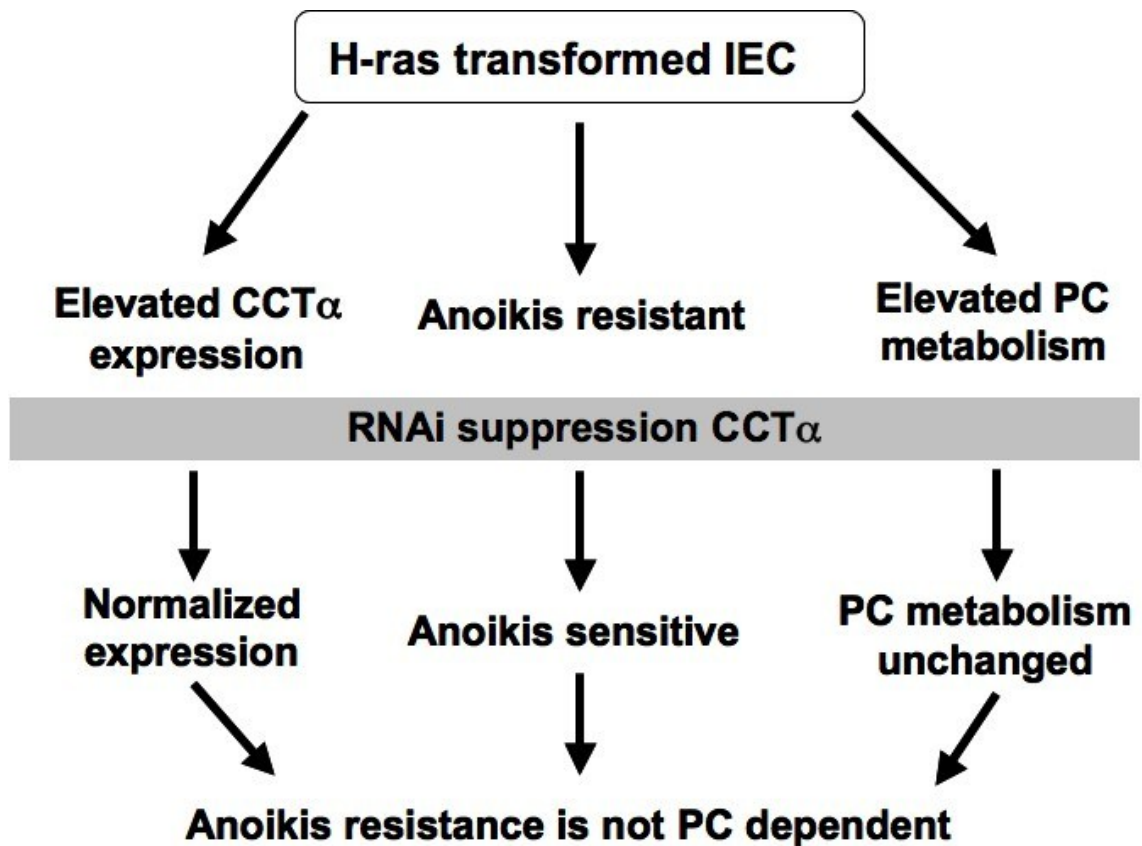 H-ras transformed IEC
Elevated CCTα
expression
Anoikis resistant
Elevated PC
metabolism
RNAi suppression CCTα
Normalized
expression
Anoikis sensitive
PC metabolism
unchanged
Anoikis resistance is not PC dependent